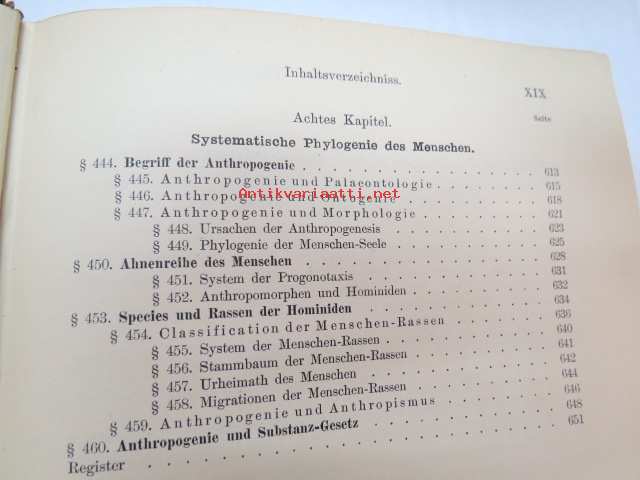 Inhaltsverzeichniss.
XIX
Achtes Kapitel.
Seite
Systematische Phylogenie des Menschen.
§ 444. Begriff der Anthropogenie . . . . . . . . . . . . 613
§ 445. Anthropogenie und Palaeontologie . . . . . . . . 615
§ 446. Anthropogenie und Ontogenie . . . . . . . . 618
Antikvariaatti.com
§ 447. Anthropogenie und Morphologie . . . . . . . . 621
§ 448. Ursachen der Anthropogenesis . . . . . . . . 623
§ 449. Phylogenie der Menschen-Seele . . . . . . . . 625
§ 450. Ahnenreihe des Menschen . . . . . . . . . . . . 628
§ 451. System der Progonotaxis . . . . . . . . 631
§ 452. Anthropomorphen und Hominiden . . . . . . . . 632
§ 453. Species und Rassen der Hominiden . . . . . . . . 634
§ 454. Classification der Menschen-Rassen . . . . . . . . 636
§ 455. System der Menschen-Rassen . . . . . . . . 640
§ 456. Stammbaum der Menschen-Rassen . . . . . . . . 641
§ 457. Urheimath des Menschen . . . . . . . . 642
§ 458. Migrationen der Menschen-Rassen . . . . . . . . 644
§ 459. Anthropogenie und Anthropismus . . . . . . . . 646
§ 460. Anthropogenie und Substanz-Gesetz . . . . . . . . 648
Register . . . . . . . . . . . . 651